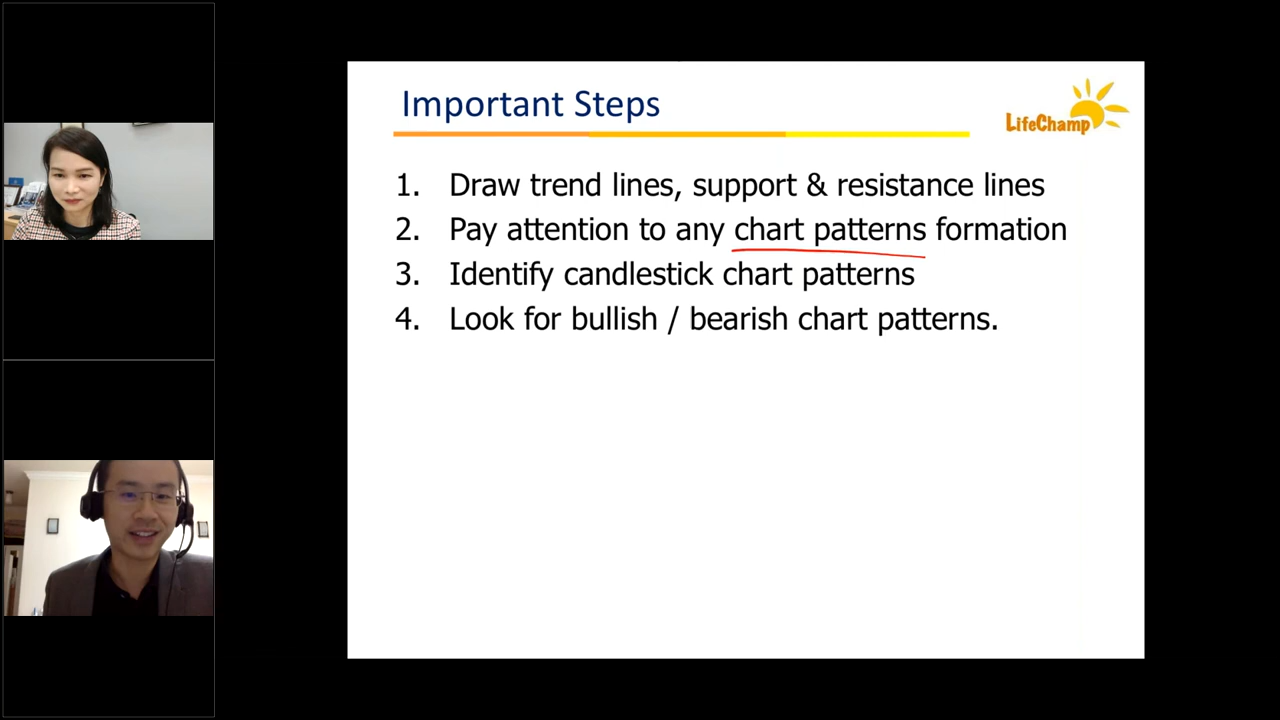 Important Steps
LifeChamp
1. Draw trend lines, support & resistance lines
2. Pay attention to any chart patterns formation
3. Identify candlestick chart patterns
4. Look for bullish / bearish chart patterns.